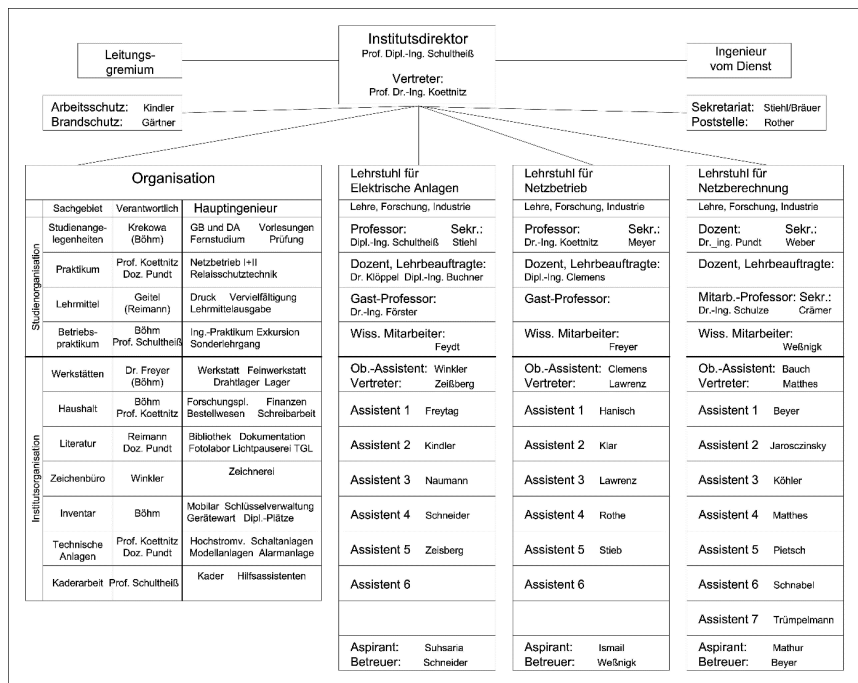 Institutsdirektor
Prof. Dipl.-Ing. Schultheiß
Vertreter:
Prof. Dr.-Ing. Koettnitz
Leitungs-
gremium
Ingenieur
vom Dienst
Arbeitsschutz: Kindler
Brandschutz: Gärtner
Sekretariat: Stiehl/Bräuer
Poststelle: Rother
Organisation
Sachgebiet Verantwortlich Hauptingenieur
Studienorganisation
Studienange-
legenheiten
Krekowa
(Böhm)
GB und DA Vorlesungen
Fernstudium Prüfung
Praktikum
Prof. Koettnitz
Doz. Pundt
Netzbetrieb I+II
Relaisschutztechnik
Lehrmittel
Geitel
(Reimann)
Druck Vervielfältigung
Lehrmittelausgabe
Betriebs-
praktikum
Böhm
Prof. Schultheiß
Ing.-Praktikum Exkursion
Sonderlehrgang
Institutsorganisation
Werkstätten
Dr. Freyer
(Böhm)
Werkstatt Feinwerkstatt
Drahtlager Lager
Haushalt
Böhm
Prof. Koettnitz
Forschungspl. Finanzen
Bestellwesen Schreibarbeit
Literatur
Reimann
Doz. Pundt
Bibliothek Dokumentation
Fotolabor Lichtpauserei TGL
Zeichenbüro
Winkler
Zeichnerei
Inventar
Böhm
Mobilar Schlüsselverwaltung
Gerätewart Dipl.-Plätze
Technische
Anlagen
Prof. Koettnitz
Doz. Pundt
Hochstromv. Schaltanlagen
Modellanlagen Alarmanlage
Kaderarbeit
Prof. Schultheiß
Kader Hilfsassistenten
Lehrstuhl für
Elektrische Anlagen
Lehre, Forschung, Industrie
Professor: Sekr.:
Dipl.-Ing. Schultheiß Stiehl
Dozent, Lehrbeauftragte:
Dr. Klöppel Dipl-Ing. Buchner
Gast-Professor:
Dr.-Ing. Förster
Wiss. Mitarbeiter:
Feydt
Ob.-Assistent: Winkler
Vertreter: Zeißberg
Assistent 1 Freytag
Assistent 2 Kindler
Assistent 3 Naumann
Assistent 4 Schneider
Assistent 5 Zeisberg
Assistent 6
Aspirant: Suhsaria
Betreuer: Schneider
Lehrstuhl für
Netzbetrieb
Lehre, Forschung, Industrie
Professor: Sekr.:
Dr.-Ing. Koettnitz Meyer
Dozent, Lehrbeauftragte:
Dipl-Ing. Clemens
Gast-Professor:
Wiss. Mitarbeiter:
Freyer
Ob.-Assistent: Clemens
Vertreter: Lawrenz
Assistent 1 Hanisch
Assistent 2 Klar
Assistent 3 Lawrenz
Assistent 4 Rothe
Assistent 5 Stieb
Assistent 6
Aspirant: Ismail
Betreuer: Weßnigk
Lehrstuhl für
Netzberechnung
Lehre, Forschung, Industrie
Dozent: Sekr.:
Dr._ing. Pundt Weber
Dozent, Lehrbeauftragte:
Mitarb.-Professor: Sekr.:
Dr.-Ing. Schulze Crämer
Wiss. Mitarbeiter:
Weßnigk
Ob.-Assistent: Bauch
Vertreter: Matthes
Assistent 1 Beyer
Assistent 2 Jarosczinsky
Assistent 3 Köhler
Assistent 4 Matthes
Assistent 5 Pietsch
Assistent 6 Schnabel
Assistent 7 Trümpelmann
Aspirant: Mathur
Betreuer: Beyer